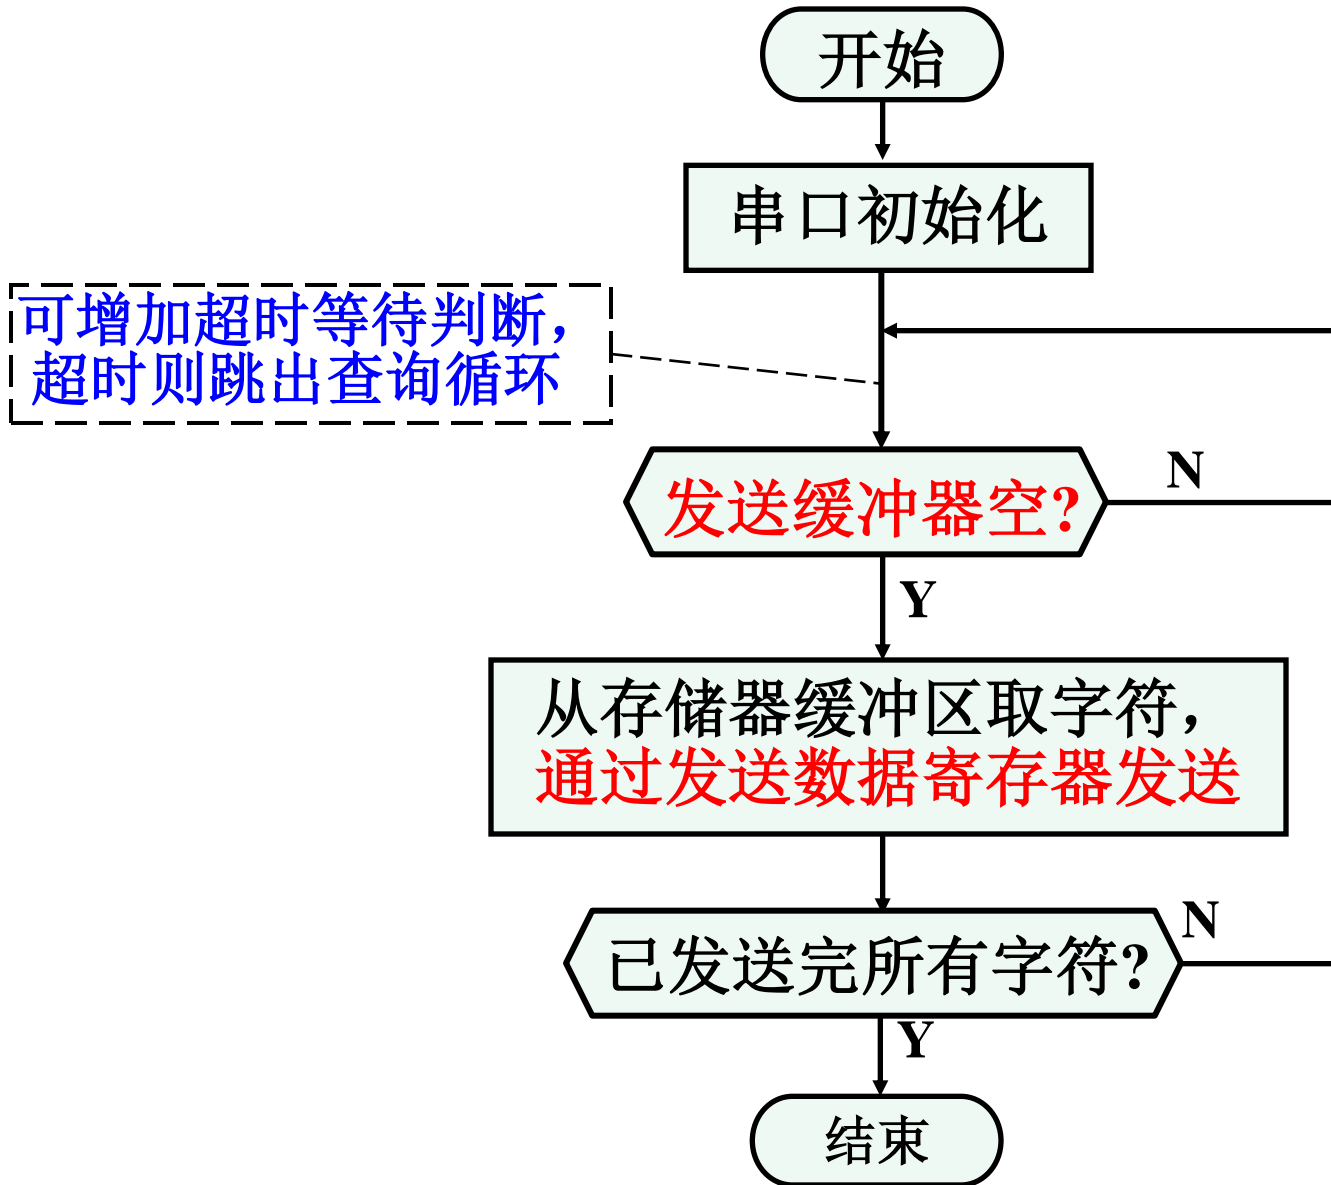 开始
串口初始化
可增加超时等待判断，
超时则跳出查询循环
发送缓冲器空?
N
Y
从存储器缓冲区取字符，
通过发送数据寄存器发送
已发送完所有字符?
N
Y
结束